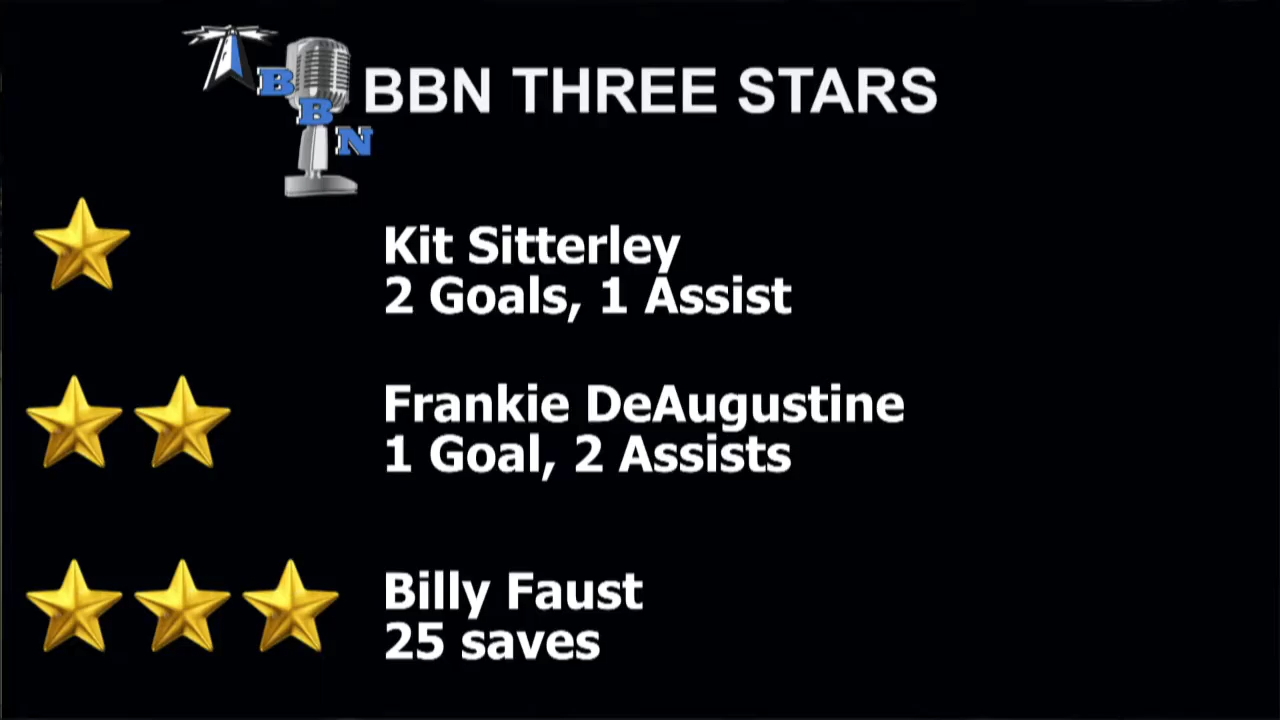 BBN
BBN THREE STARS
Kit Sitterley
2 Goals, 1 Assist
Frankie DeAugustine
1 Goal, 2 Assists
Billy Faust
25 saves